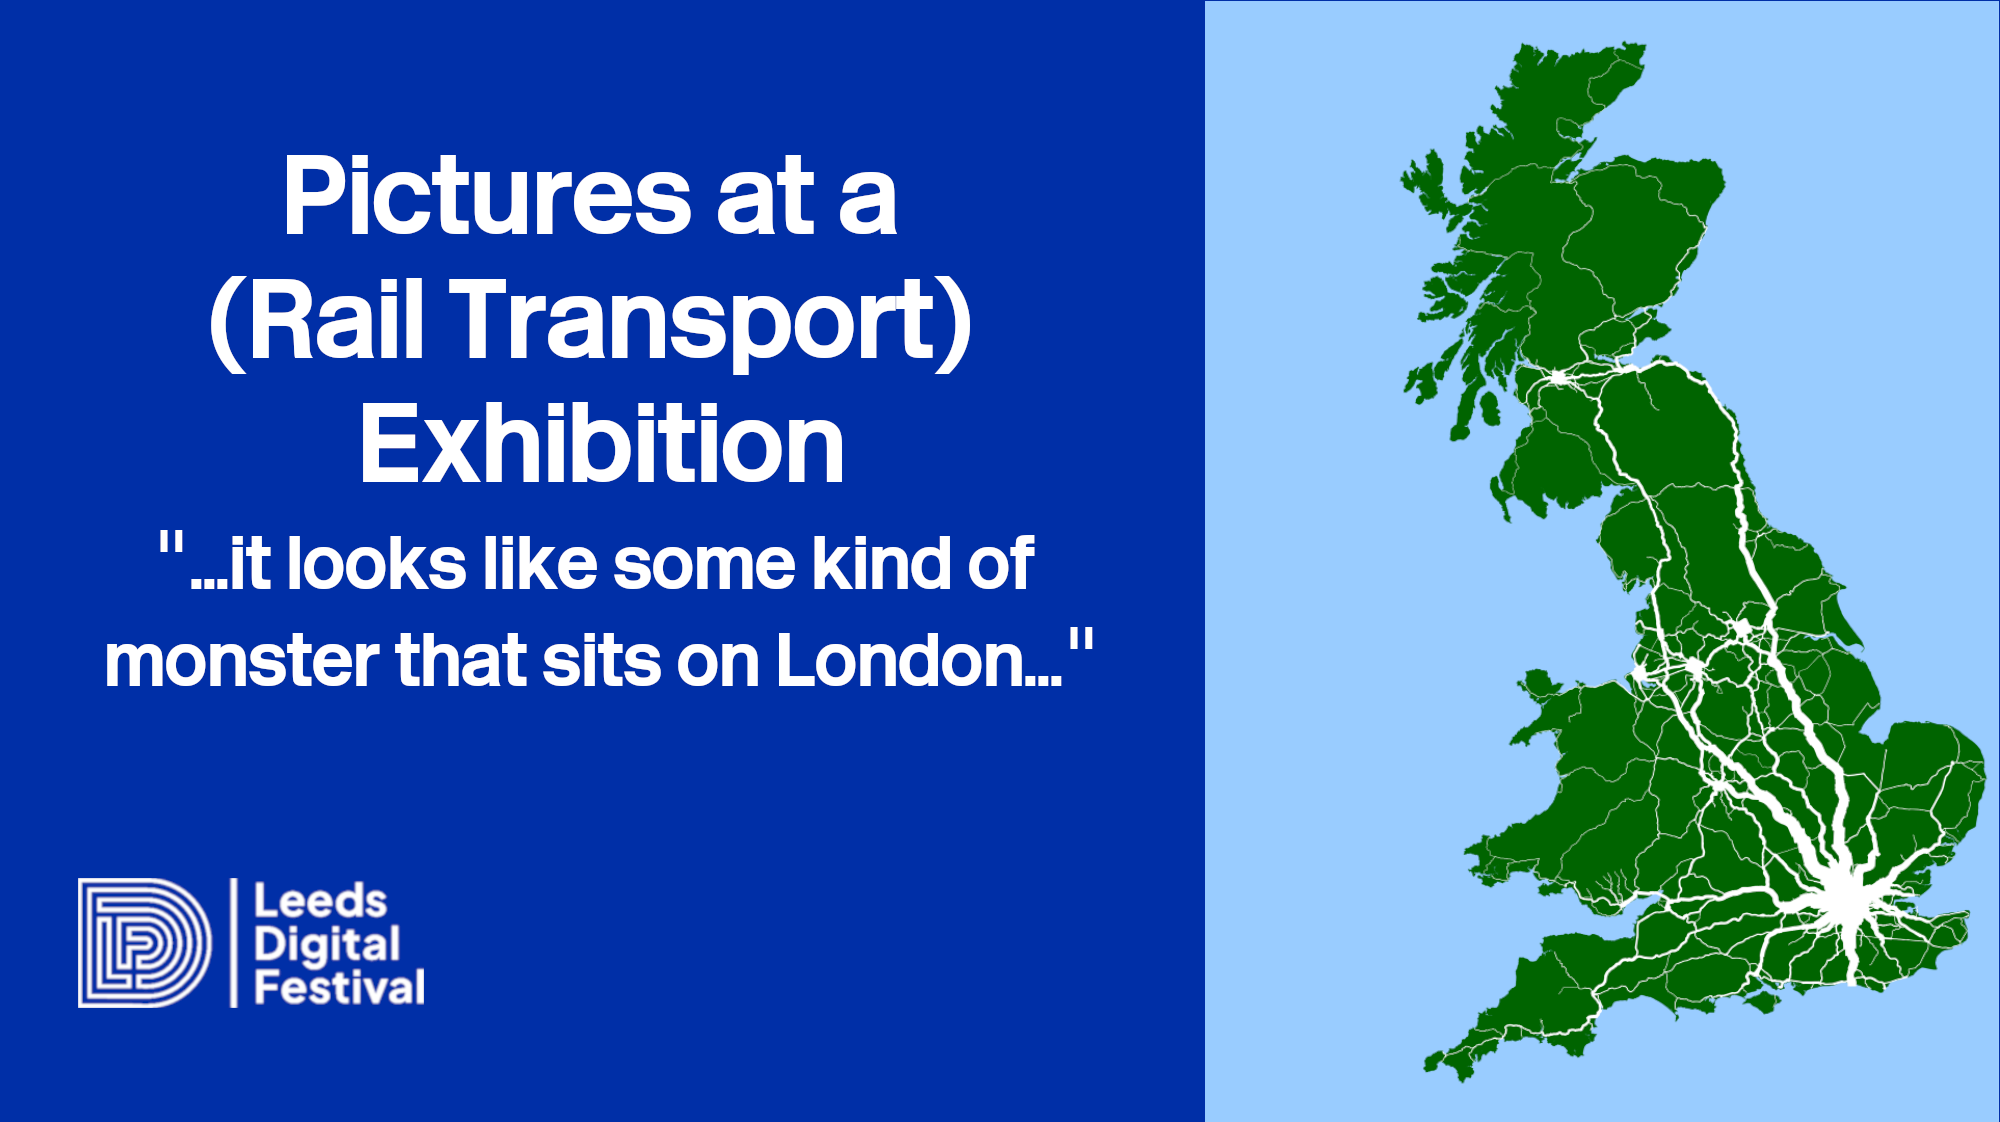 Pictures at a
(Rail Transport)
Exhibition
"...it looks like some kind of
monster that sits on London..."
Leeds
Digital
Festival